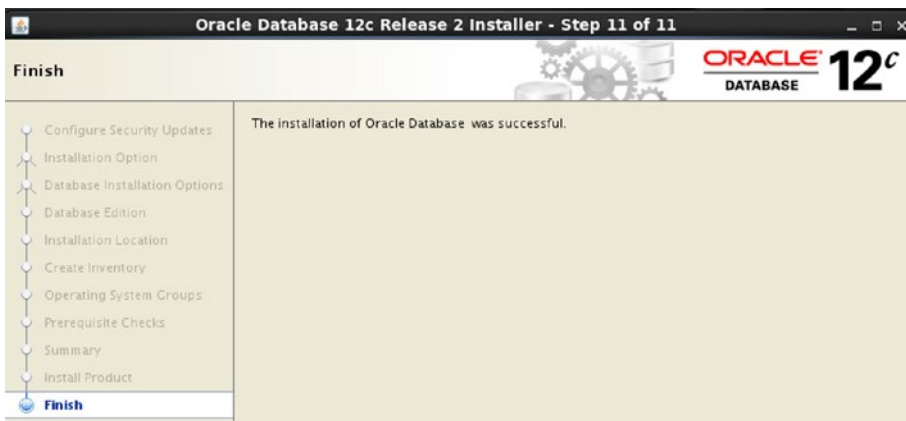 Oracle Database 12c Release 2 Installer - Step 11 of 11
Finish
ORACLE
DATABASE
12c
Configure Security Updates
Installation Option
Database Installation Options
Database Edition
Installation Location
Create Inventory
Operating System Groups
Prerequisite Checks
Summary
Install Product
Finish
The installation of Oracle Database was successful.